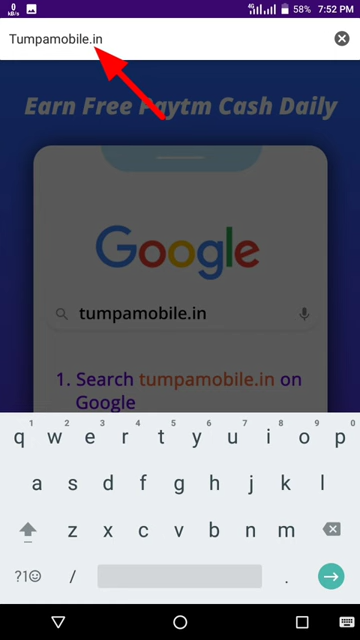 0
kB/s
4G
58%
7:52 PM
Tumpamobile.in
Earn Free Paytm Cash Daily
Google
tumpamobile.in
1. Search tumpamobile.in on
Google
1 2 3 4 5 6 7 8 9 0
q w e r t y u i o p
a s d f g h j k l
z x c v b n m
?1☺ / .